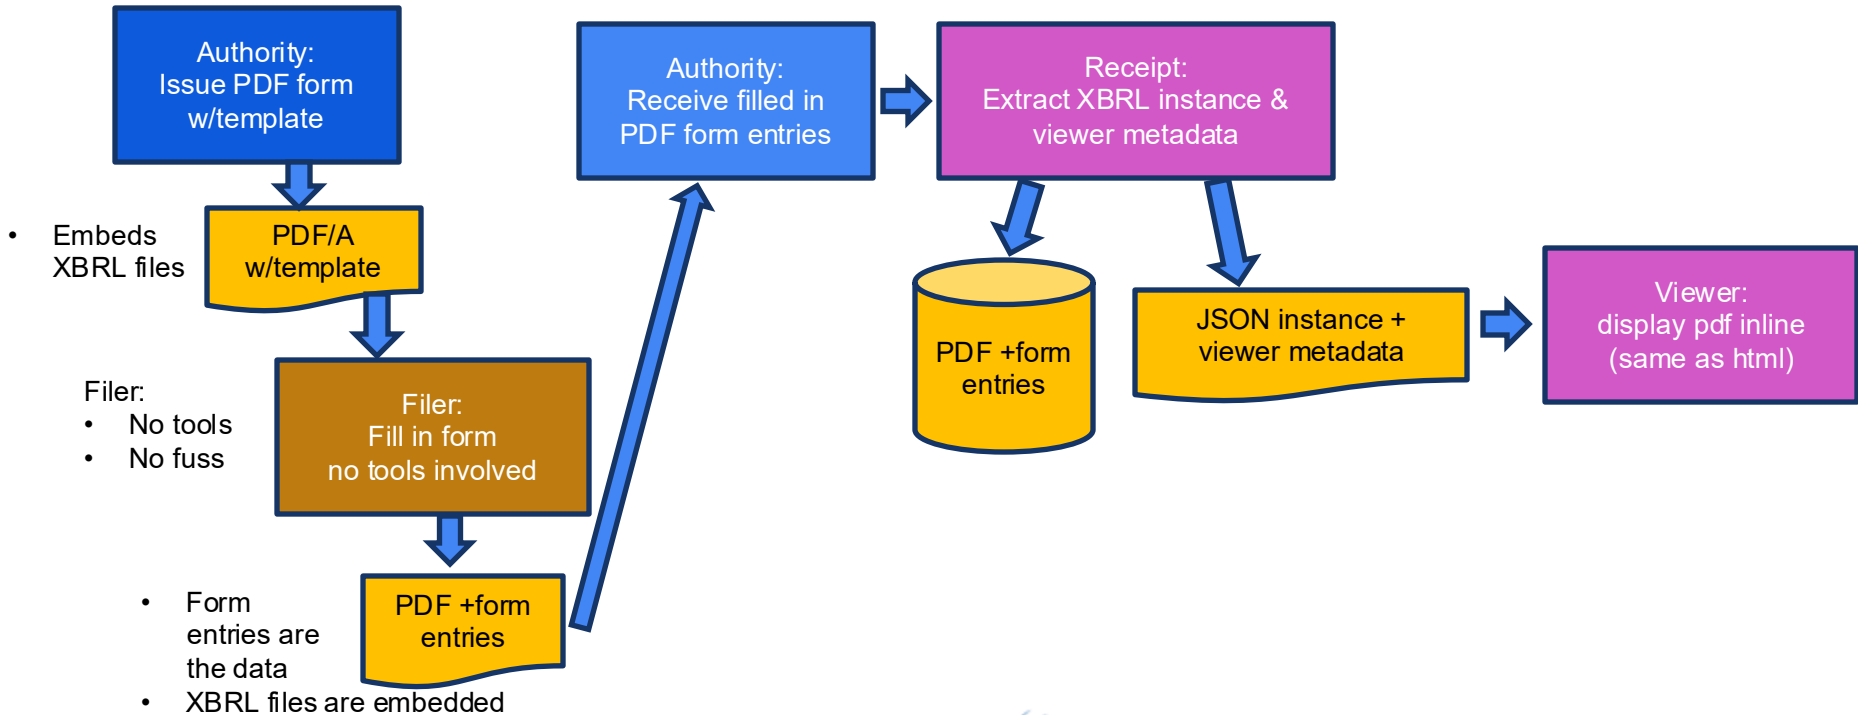 Authority:
Issue PDF form
w/template
• Embeds
XBRL files
PDF/A
w/template
Filer:
• No tools
• No fuss
Filer:
Fill in form
no tools involved
• Form
entries are
the data
• XBRL files are embedded
PDF +form
entries
Authority:
Receive filled in
PDF form entries
Receipt:
Extract XBRL instance &
viewer metadata
PDF +form
entries
JSON instance +
viewer metadata
Viewer:
display pdf inline
(same as html)